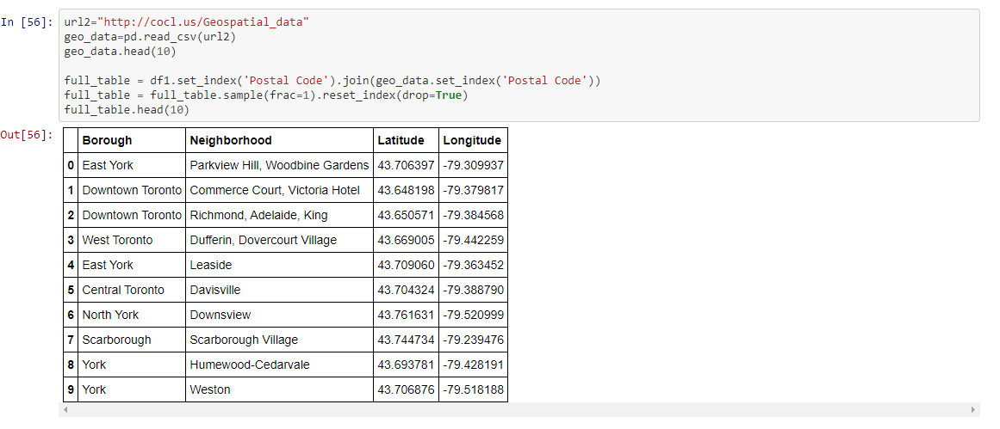 In [56]: url2="http://cocl.us/Geospatial_data"
geo_data=pd.read_csv(url2)
geo_data.head(10)
full_table = df1.set_index('Postal Code').join(geo_data.set_index('Postal Code'))
full_table = full_table.sample(frac=1).reset_index(drop=True)
full_table.head(10)
Out[56]:
Borough Neighborhood Latitude Longitude
0 East York Parkview Hill, Woodbine Gardens 43.706397 -79.309937
1 Downtown Toronto Commerce Court, Victoria Hotel 43.648198 -79.379817
2 Downtown Toronto Richmond, Adelaide, King 43.650571 -79.384568
3 West Toronto Dufferin, Dovercourt Village 43.669005 -79.442259
4 East York Leaside 43.709060 -79.363452
5 Central Toronto Davisville 43.704324 -79.388790
6 North York Downsview 43.761631 -79.520999
7 Scarborough Scarborough Village 43.744734 -79.239476
8 York Humewood-Cedarvale 43.693781 -79.428191
9 York Weston 43.706876 -79.518188